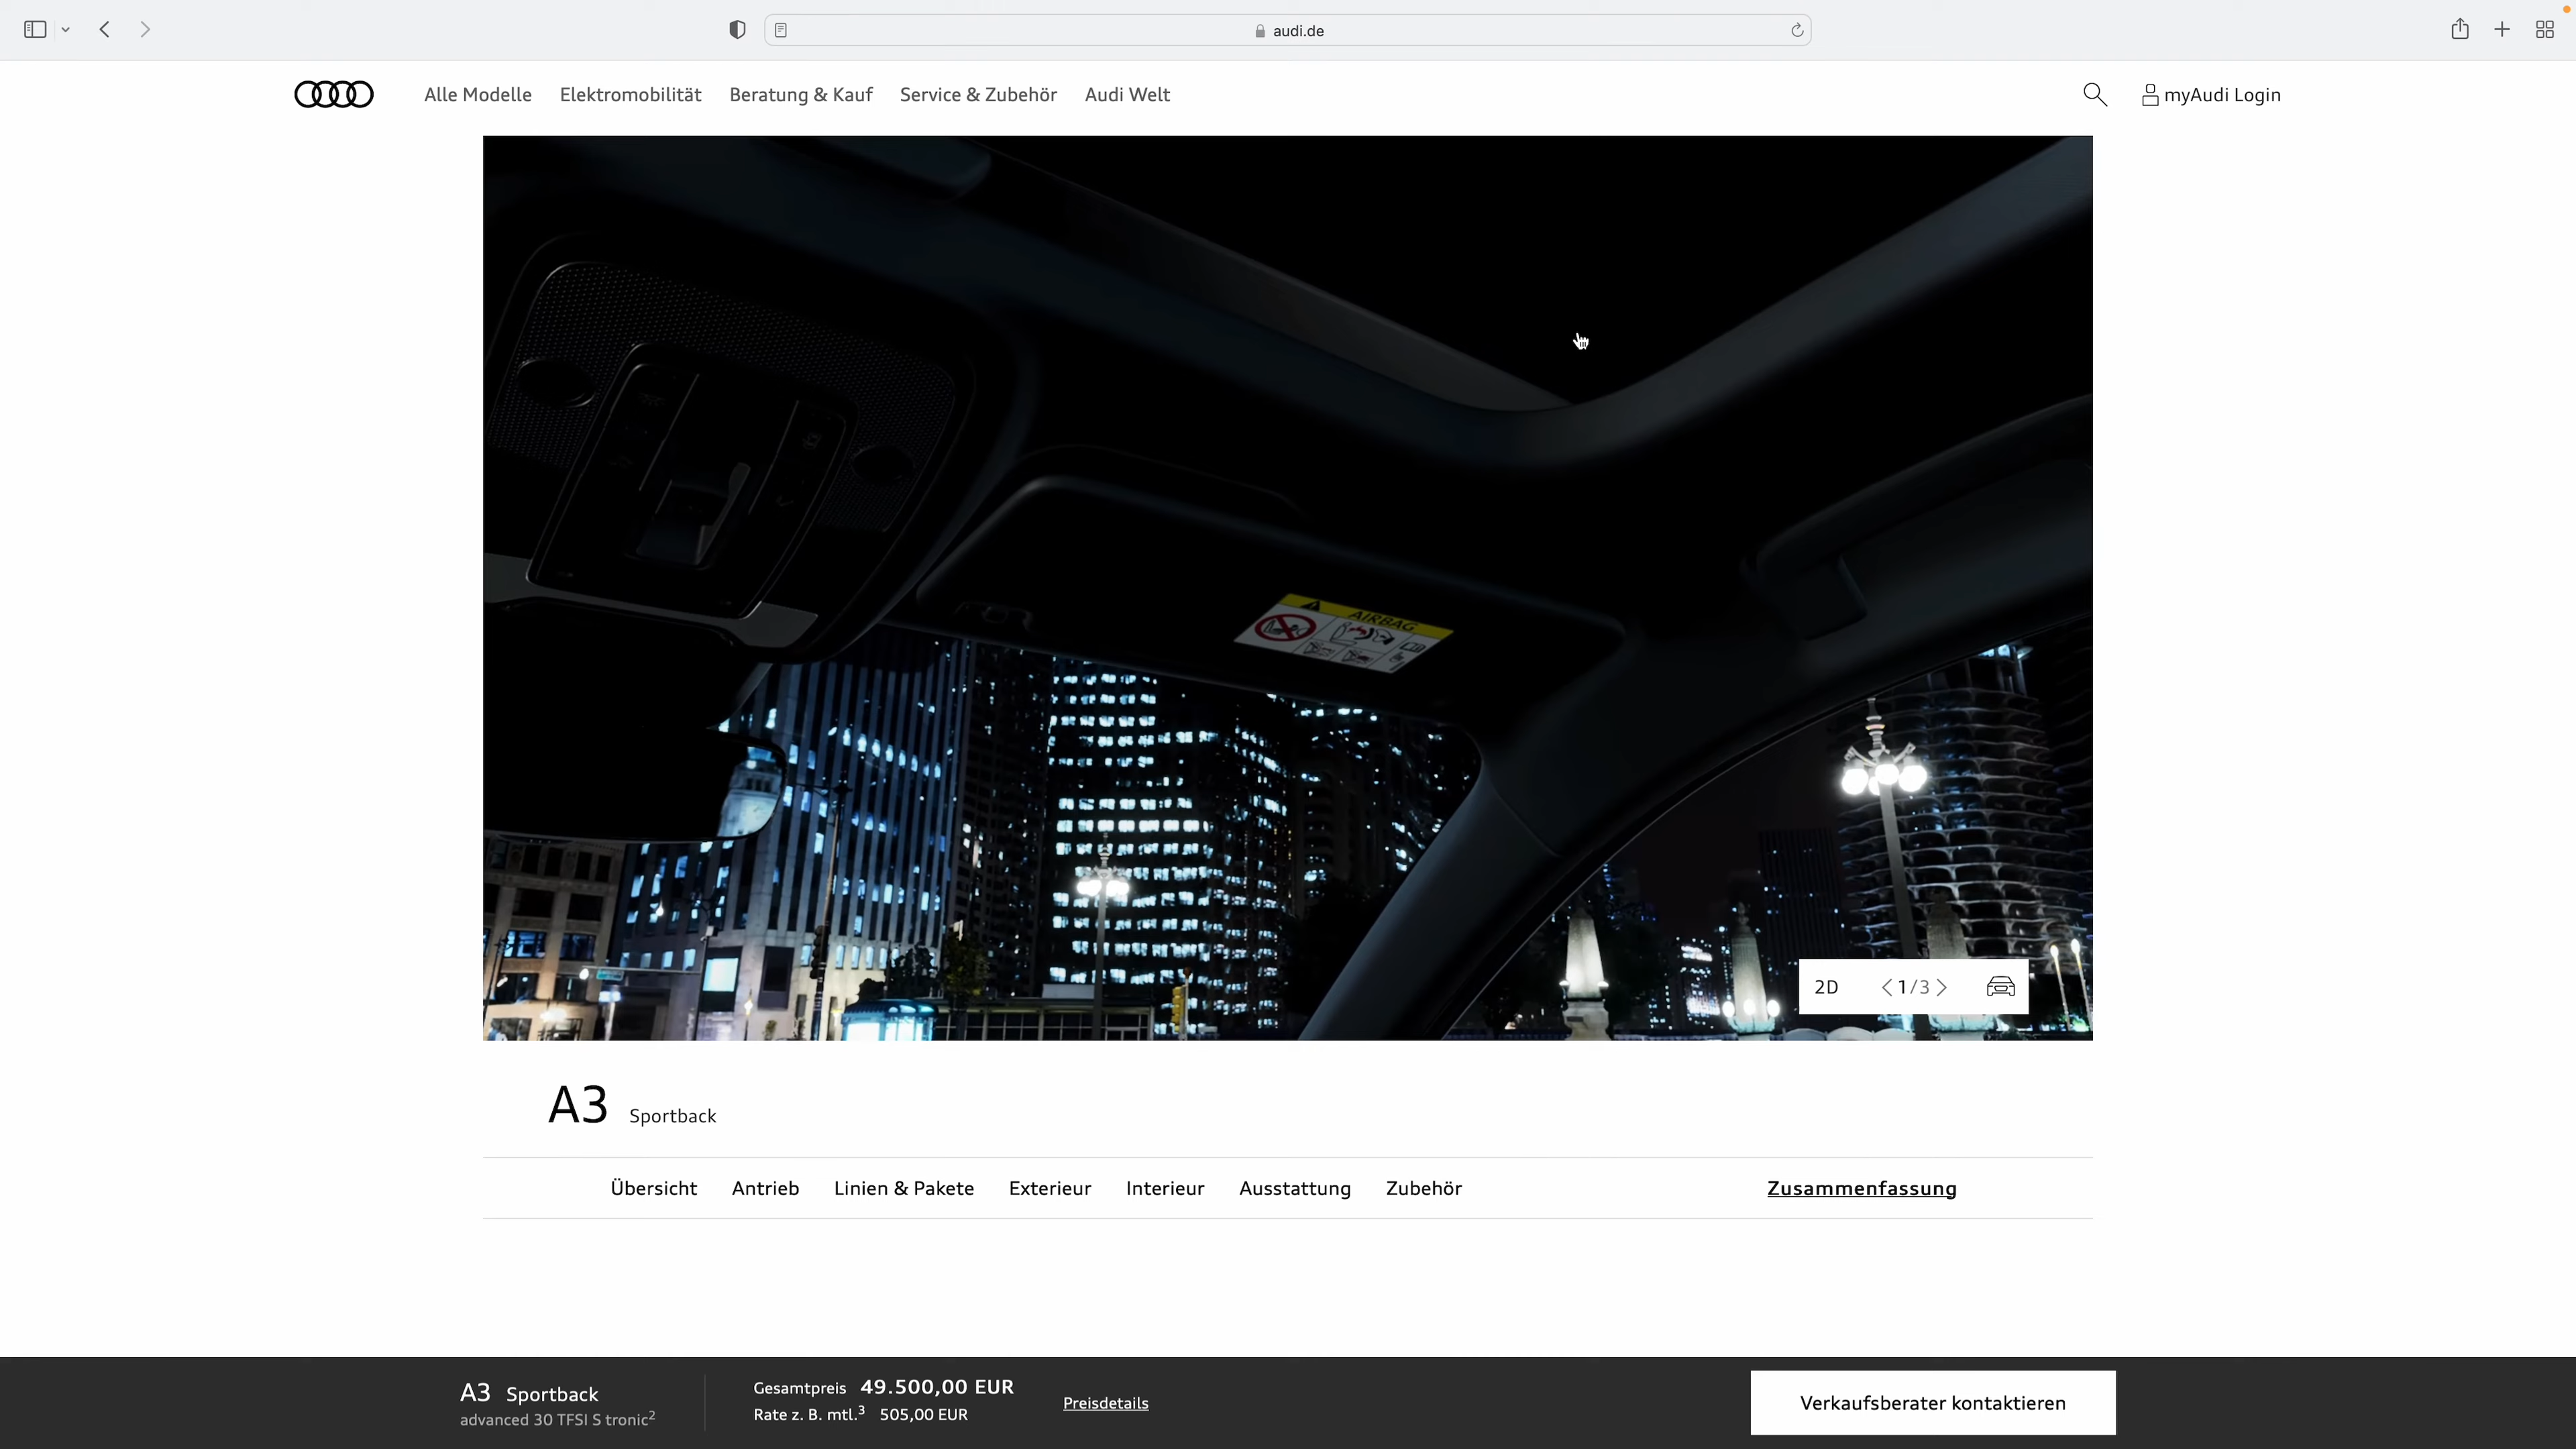 audi.de
Alle Modelle Elektromobilität Beratung & Kauf Service & Zubehör Audi Welt myAudi Login
AIRBAG
2D 1/3
A3 Sportback
Übersicht Antrieb Linien & Pakete Exterieur Interieur Ausstattung Zubehör Zusammenfassung
A3 Sportback
advanced 30 TFSI S tronic2
Gesamtpreis 49.500,00 EUR
Rate z. B. mtl.3 505,00 EUR
Preisdetails
Verkaufsberater kontaktieren